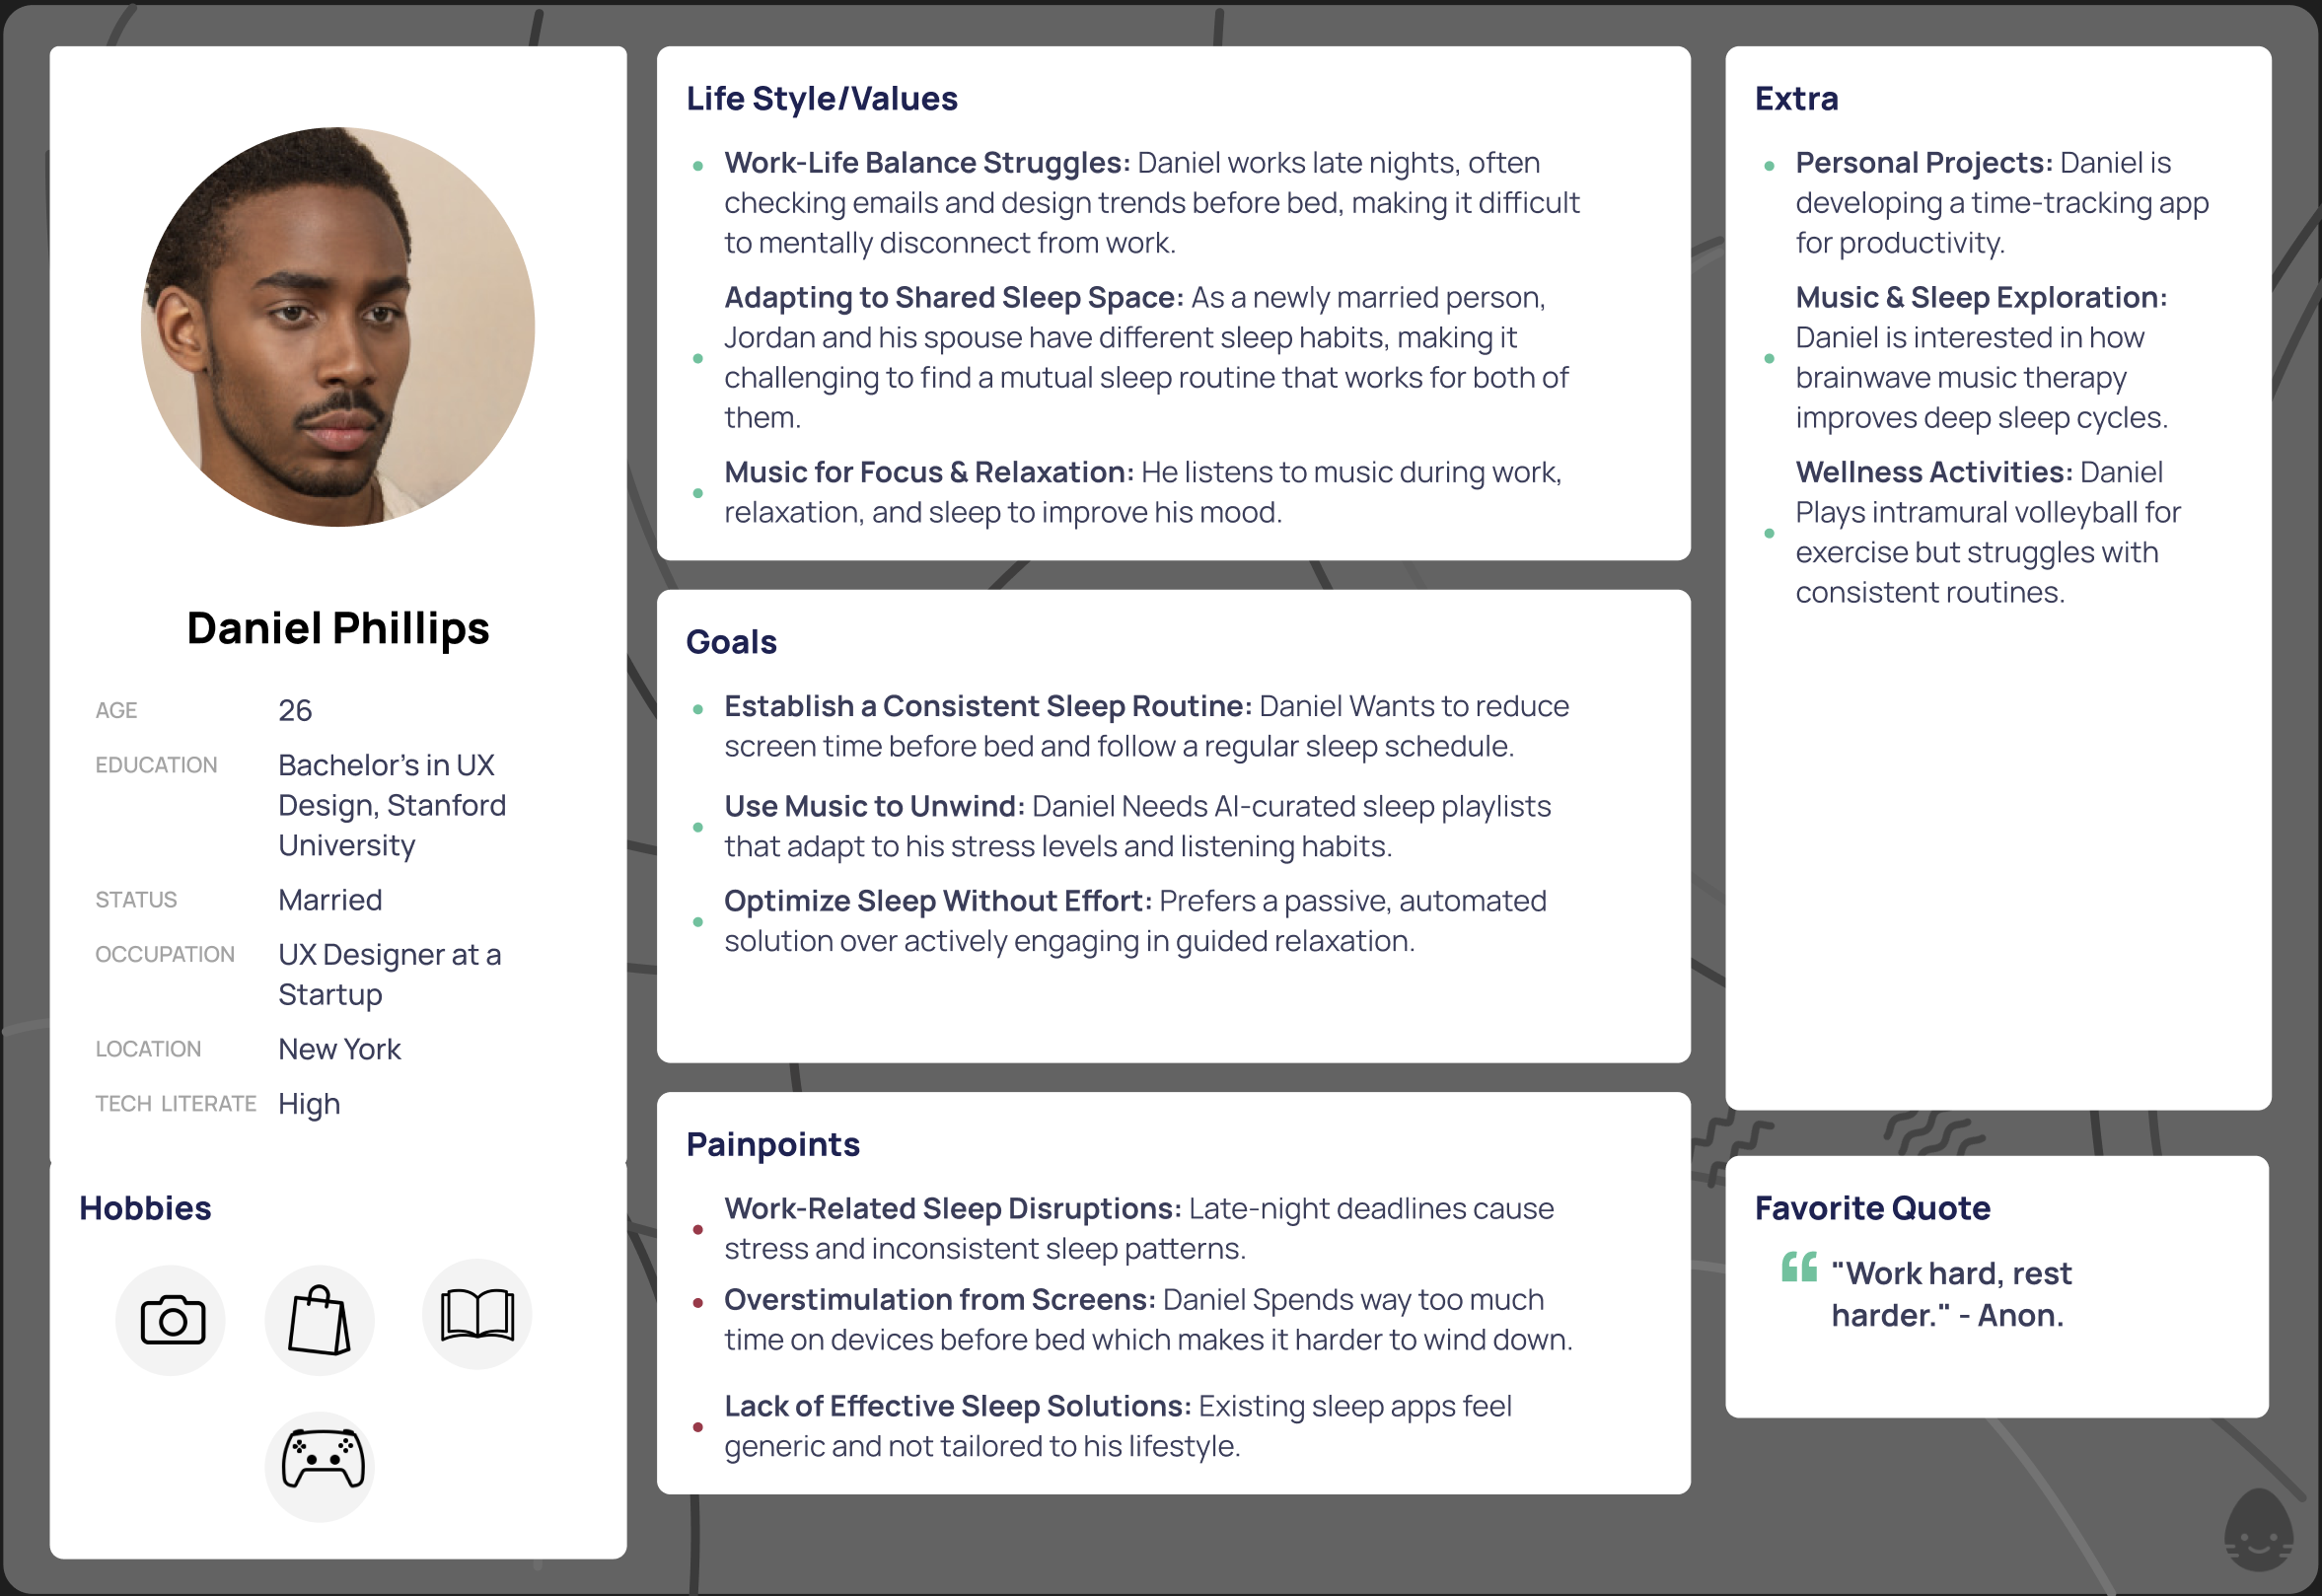 Daniel Phillips
AGE 26
EDUCATION Bachelor's in UX
Design, Stanford
University
STATUS Married
OCCUPATION UX Designer at a
Startup
LOCATION New York
TECH LITERATE High
Hobbies
Life Style/Values
Work-Life Balance Struggles: Daniel works late nights, often
checking emails and design trends before bed, making it difficult
to mentally disconnect from work.
Adapting to Shared Sleep Space: As a newly married person,
Jordan and his spouse have different sleep habits, making it
challenging to find a mutual sleep routine that works for both of
them.
Music for Focus & Relaxation: He listens to music during work,
relaxation, and sleep to improve his mood.
Goals
Establish a Consistent Sleep Routine: Daniel Wants to reduce
screen time before bed and follow a regular sleep schedule.
Use Music to Unwind: Daniel Needs AI-curated sleep playlists
that adapt to his stress levels and listening habits.
Optimize Sleep Without Effort: Prefers a passive, automated
solution over actively engaging in guided relaxation.
Painpoints
Work-Related Sleep Disruptions: Late-night deadlines cause
stress and inconsistent sleep patterns.
Overstimulation from Screens: Daniel Spends way too much
time on devices before bed which makes it harder to wind down.
Lack of Effective Sleep Solutions: Existing sleep apps feel
generic and not tailored to his lifestyle.
Extra
Personal Projects: Daniel is
developing a time-tracking app
for productivity.
Music & Sleep Exploration:
Daniel is interested in how
brainwave music therapy
improves deep sleep cycles.
Wellness Activities: Daniel
Plays intramural volleyball for
exercise but struggles with
consistent routines.
Favorite Quote
"Work hard, rest
harder." - Anon.